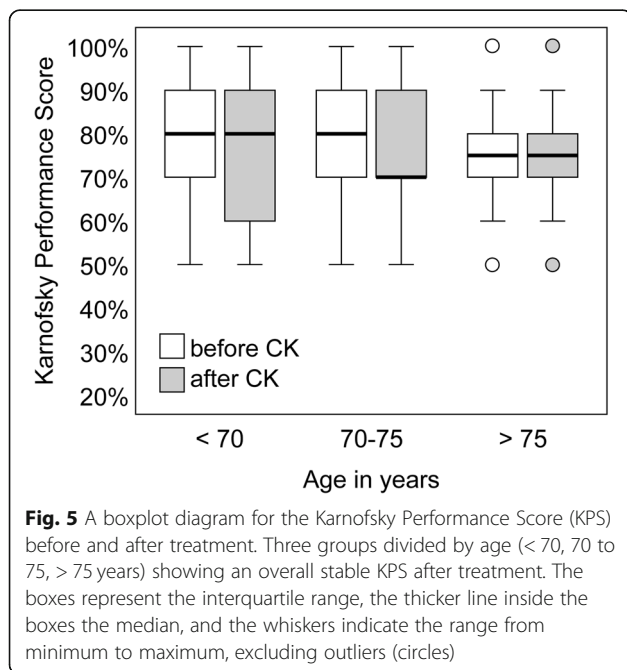 Karnofsky Performance Score
100%
90%
80%
70%
60%
50%
40%
30%
20%
before CK
after CK
< 70
70-75
> 75
Age in years
Fig. 5 A boxplot diagram for the Karnofsky Performance Score (KPS)
before and after treatment. Three groups divided by age (< 70, 70 to
75, > 75 years) showing an overall stable KPS after treatment. The
boxes represent the interquartile range, the thicker line inside the
boxes the median, and the whiskers indicate the range from
minimum to maximum, excluding outliers (circles)